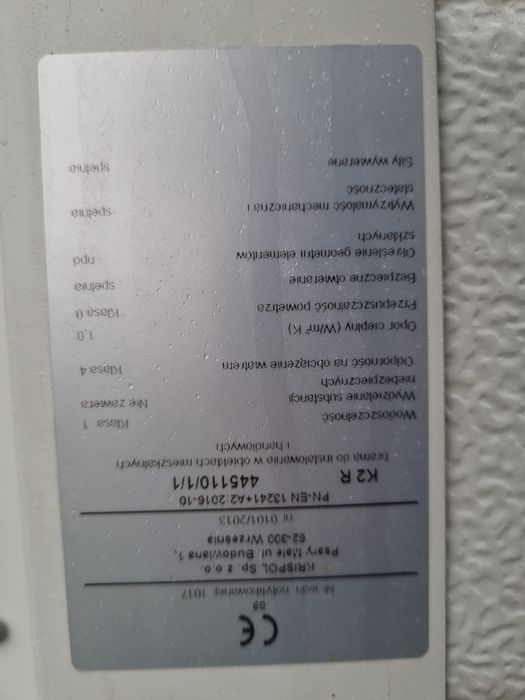 CE
09
Nr jedn. notyfikowanej: 1017
KRISPOL Sp. z o.o.
Psary Małe ul. Budowlana 1,
62-300 Września
nr 0101/2013
PN-EN 13241+A2:2016-10
K2 R 445110/1/1
brama do instalowania w obiektach mieszkalnych
i handlowych
Wodoszczelność Klasa 1
Wydzielanie substancji Nie zawiera
niebezpiecznych
Odporność na obciążenie wiatrem Klasa 4
Opór cieplny (W/m² K) 1,0
Przepuszczalność powietrza Klasa 0
Bezpieczne otwieranie spełnia
Określenie geometrii elementów npd
szklanych
Wytrzymałość mechaniczna i spełnia
stateczność
Siły wywierane spełnia